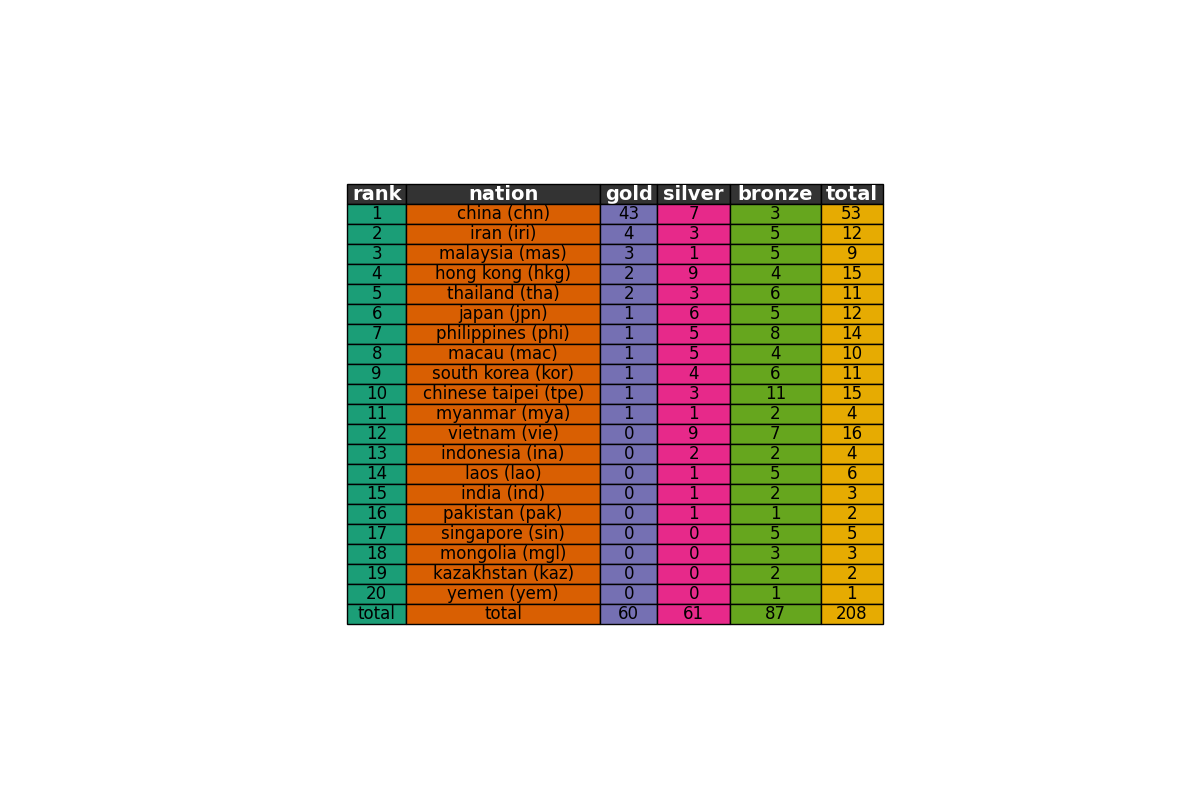 rank nation gold silver bronze total
1 china (chn) 43 7 3 53
2 iran (iri) 4 3 5 12
3 malaysia (mas) 3 1 5 9
4 hong kong (hkg) 2 9 4 15
5 thailand (tha) 2 3 6 11
6 japan (jpn) 1 6 5 12
7 philippines (phi) 1 5 8 14
8 macau (mac) 1 5 4 10
9 south korea (kor) 1 4 6 11
10 chinese taipei (tpe) 1 3 11 15
11 myanmar (mya) 1 1 2 4
12 vietnam (vie) 0 9 7 16
13 indonesia (ina) 0 2 2 4
14 laos (lao) 0 1 5 6
15 india (ind) 0 1 2 3
16 pakistan (pak) 0 1 1 2
17 singapore (sin) 0 0 5 5
18 mongolia (mgl) 0 0 3 3
19 kazakhstan (kaz) 0 0 2 2
20 yemen (yem) 0 0 1 1
total total 60 61 87 208